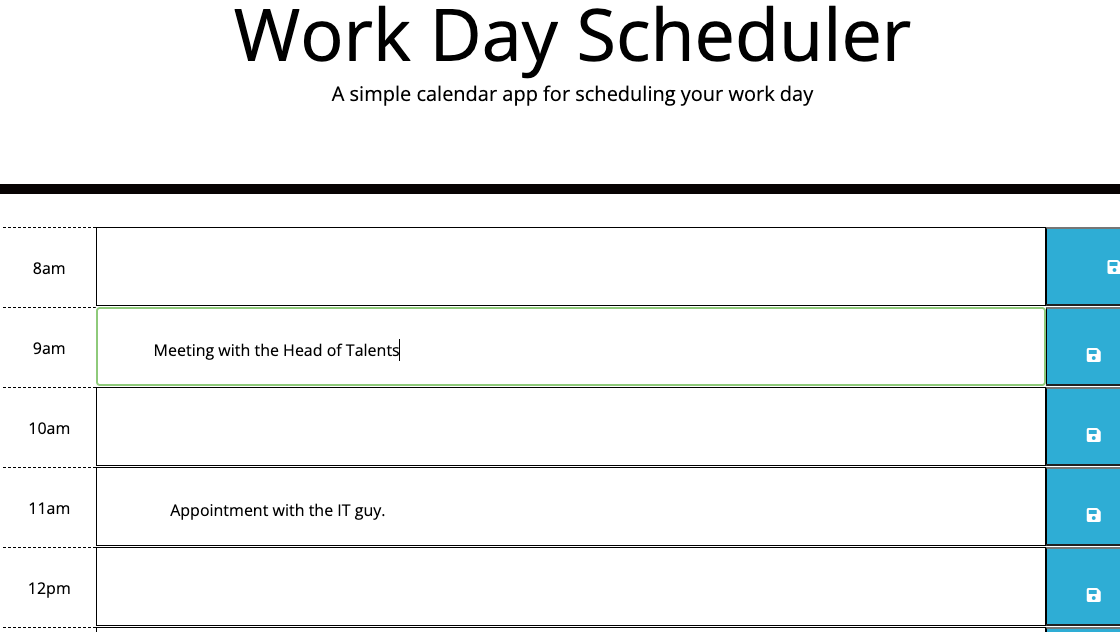 Work Day Scheduler
A simple calendar app for scheduling your work day
8am
9am
Meeting with the Head of Talents
10am
11am
Appointment with the IT guy.
12pm